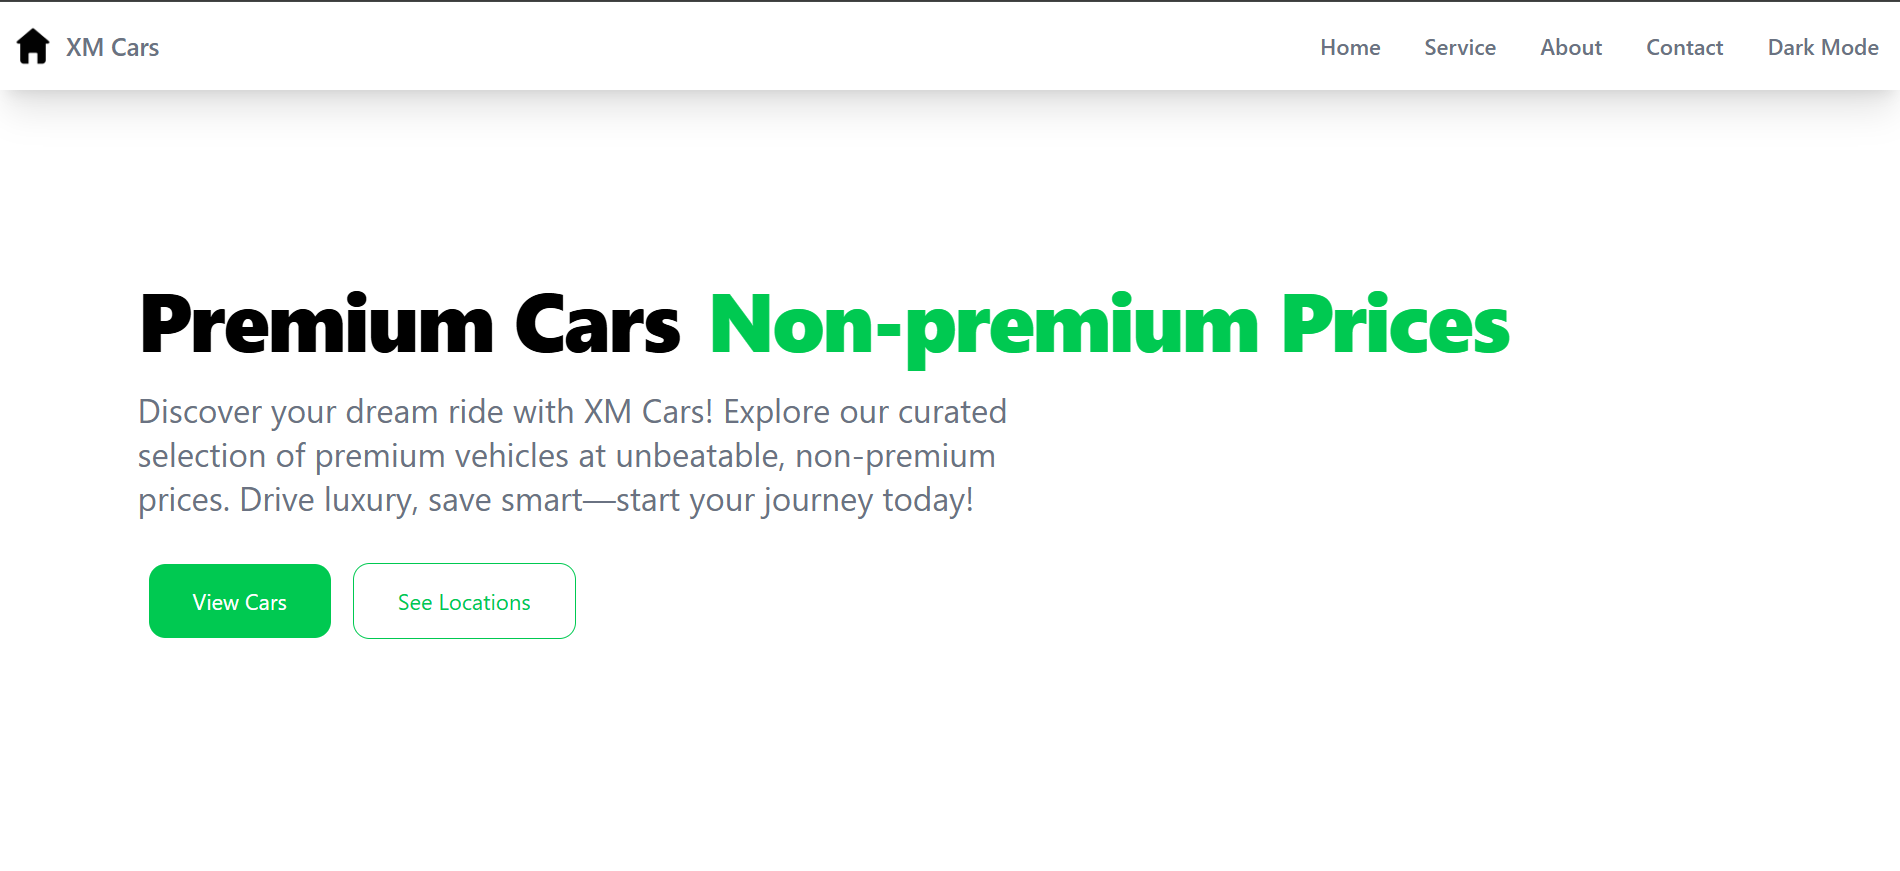 XM Cars
Home Service About Contact Dark Mode
Premium Cars Non-premium Prices
Discover your dream ride with XM Cars! Explore our curated
selection of premium vehicles at unbeatable, non-premium
prices. Drive luxury, save smart—start your journey today!
View Cars
See Locations